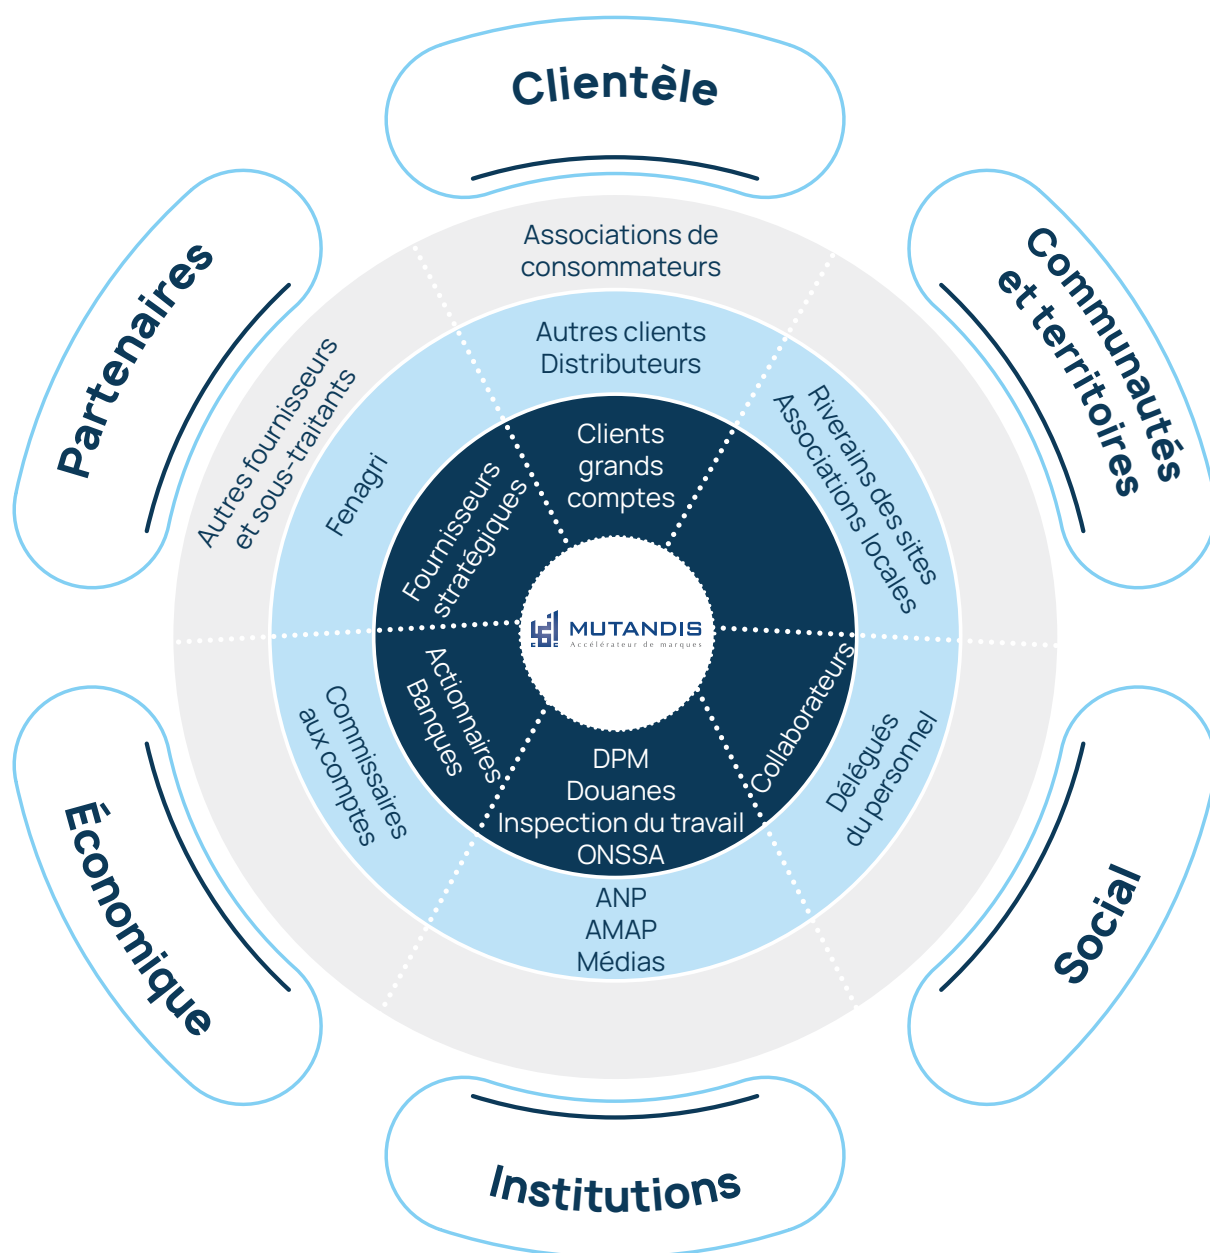 Clientèle
Associations de
consommateurs
Autres clients
Distributeurs
Clients
grands
comptes
Communautés
et territoires
Riverains des sites
Associations locales
Social
Collaborateurs
Délégués
du personnel
Institutions
DPM
Douanes
Inspection du travail
ONSSA
ANP
AMAP
Médias
Économique
Actionnaires
Banques
Commissaires
aux comptes
Partenaires
Autres fournisseurs
et sous-traitants
Fenagri
Fournisseurs
stratégiques
MUTANDIS
Accélérateur de marques